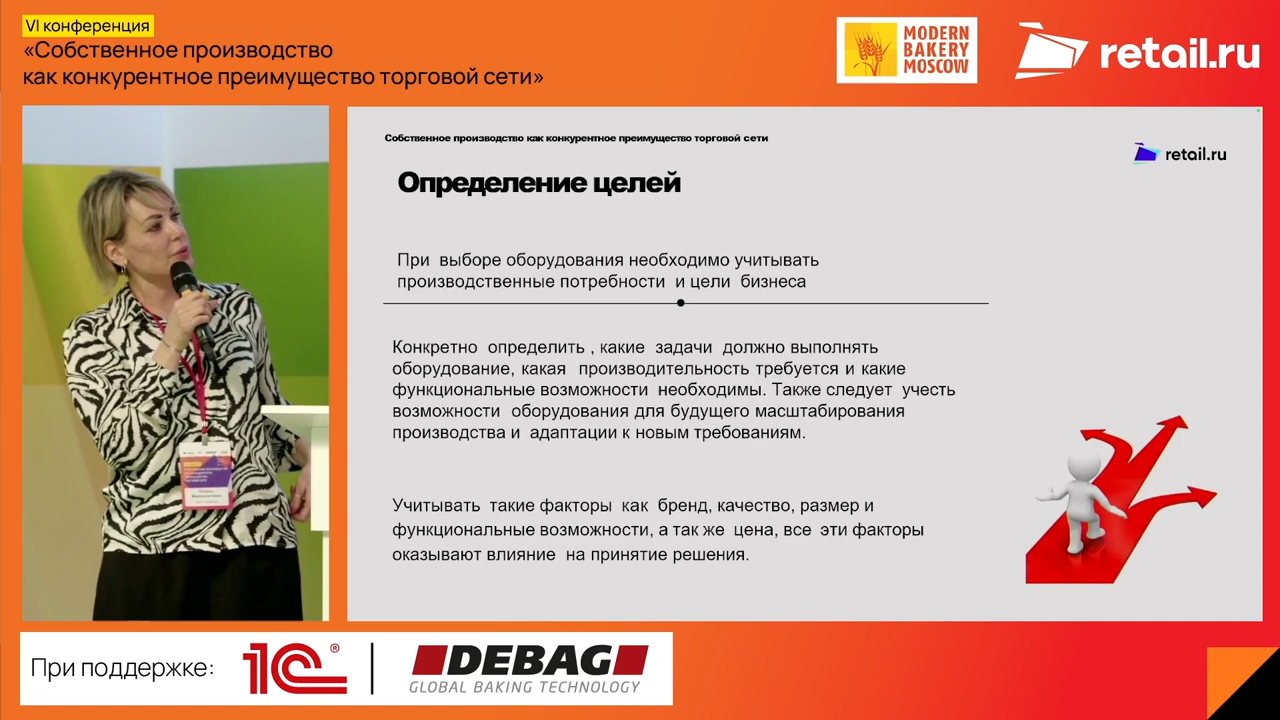 VI конференция
«Собственное производство
как конкурентное преимущество торговой сети»
MODERN
BAKERY
MOSCOW
retail.ru
Собственное производство как конкурентное преимущество торговой сети
retail.ru
Определение целей
При выборе оборудования необходимо учитывать
производственные потребности и цели бизнеса
Конкретно определить , какие задачи должно выполнять
оборудование, какая производительность требуется и какие
функциональные возможности необходимы. Также следует учесть
возможности оборудования для будущего масштабирования
производства и адаптации к новым требованиям.
Учитывать такие факторы как бренд, качество, размер и
функциональные возможности, а так же цена, все эти факторы
оказывают влияние на принятие решения.
При поддержке:
1С®
DEBAG
GLOBAL BAKING TECHNOLOGY